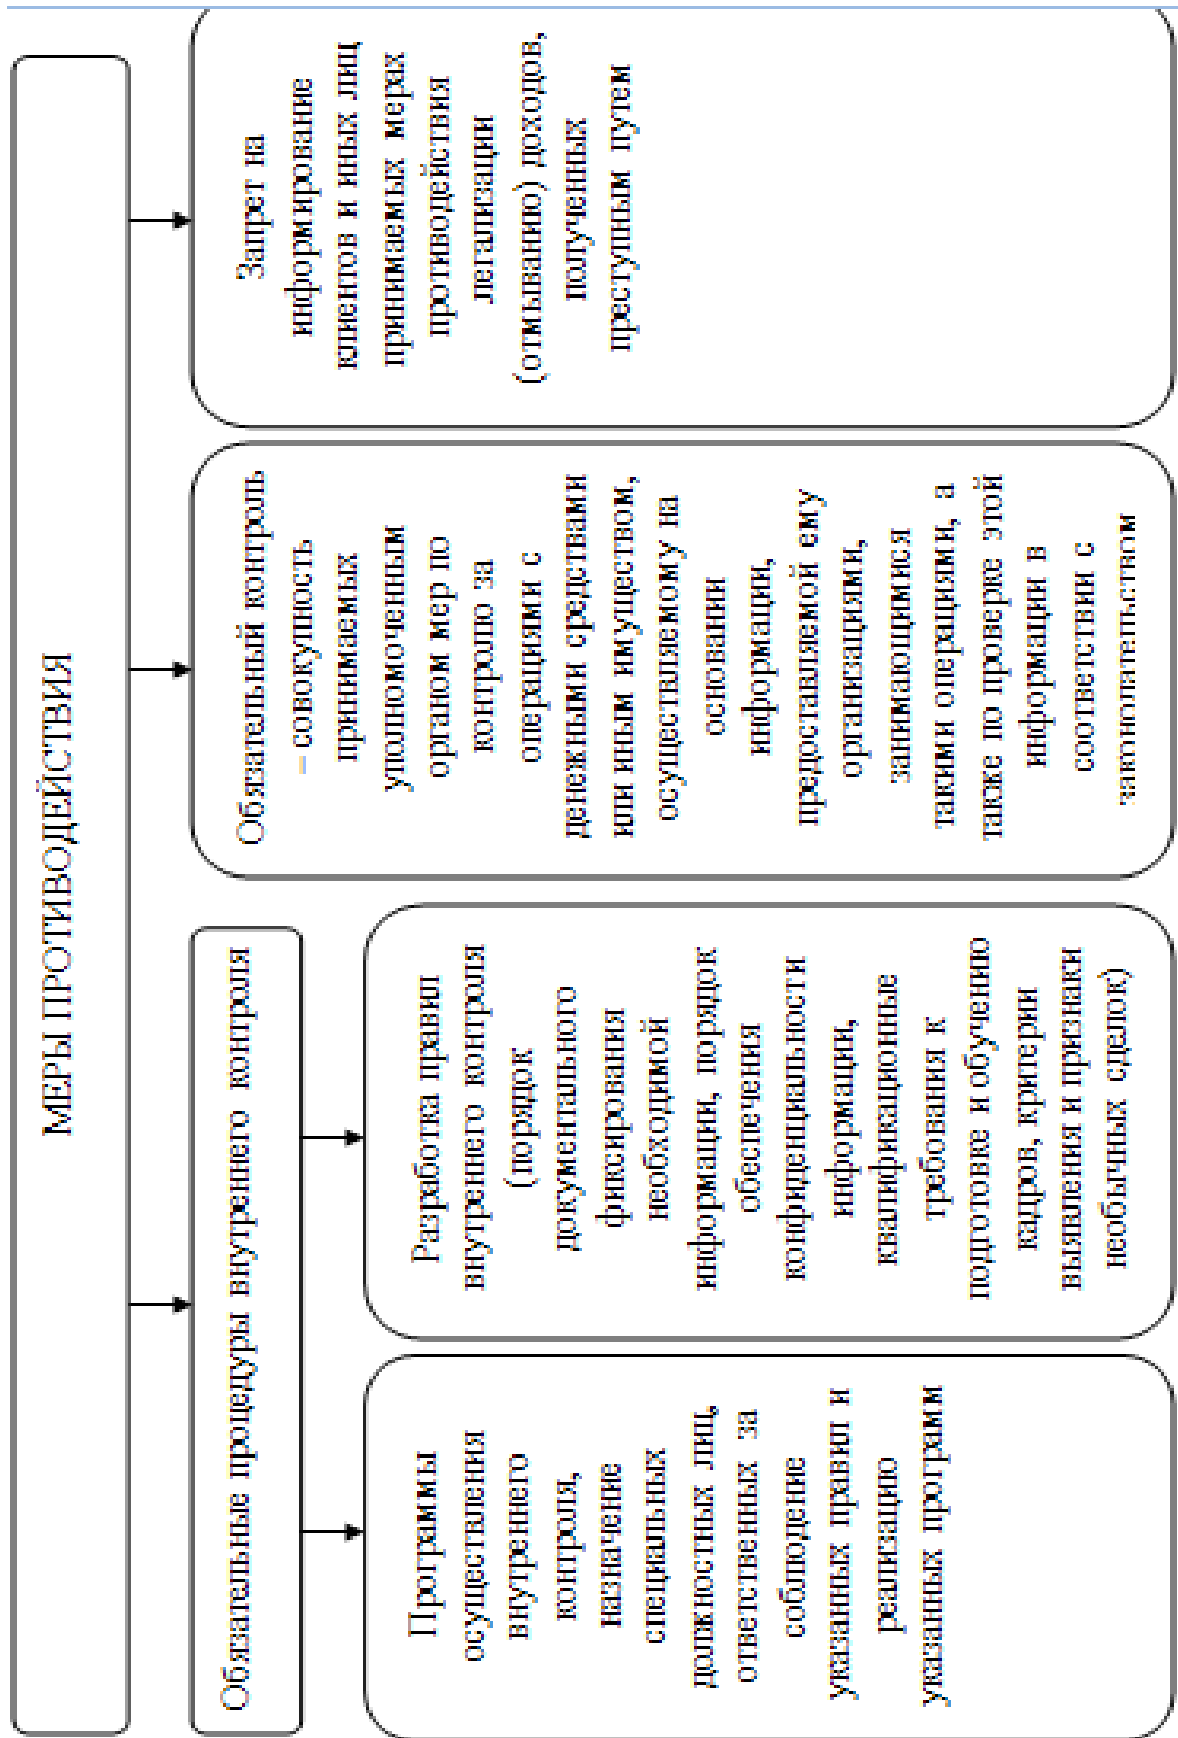 МЕРЫ ПРОТИВОДЕЙСТВИЯ
Обязательные процедуры внутреннего контроля
Программы
осуществления
внутреннего
контроля,
назначение
специальных
должностных лиц,
ответственных за
соблюдение
указанных правил и
реализацию
указанных программ
Разработка правил
внутреннего контроля
(порядок
документального
фиксирования
необходимой
информации, порядок
обеспечения
конфиденциальности
информации,
квалификационные
требования к
подготовке и обучению
кадров, критерии
выявления и признаки
необычных сделок)
Обязательный контроль
– совокупность
принимаемых
уполномоченным
органом мер по
контролю за
операциями с
денежными средствами
или иным имуществом,
осуществляемому на
основании
информации,
предоставляемой ему
организациями,
занимающимися
такими операциями, а
также по проверке этой
информации в
соответствии с
законодательством
Запрет на
информирование
клиентов и иных лиц
принимаемых мерах
противодействия
легализации
(отмыванию) доходов,
полученных
преступным путем